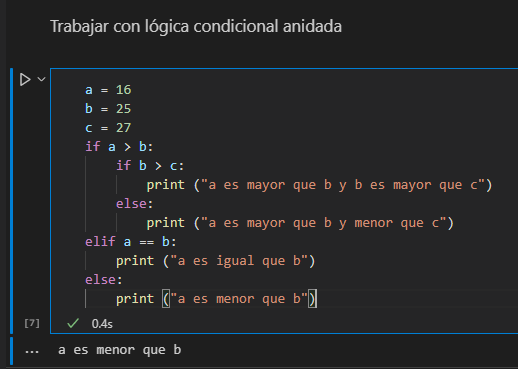 Trabajar con lógica condicional anidada
a = 16
b = 25
c = 27
if a > b:
    if b > c:
        print ("a es mayor que b y b es mayor que c")
    else:
        print ("a es mayor que b y menor que c")
elif a == b:
    print ("a es igual que b")
else:
    print ("a es menor que b")
[7] 0.4s
... a es menor que b